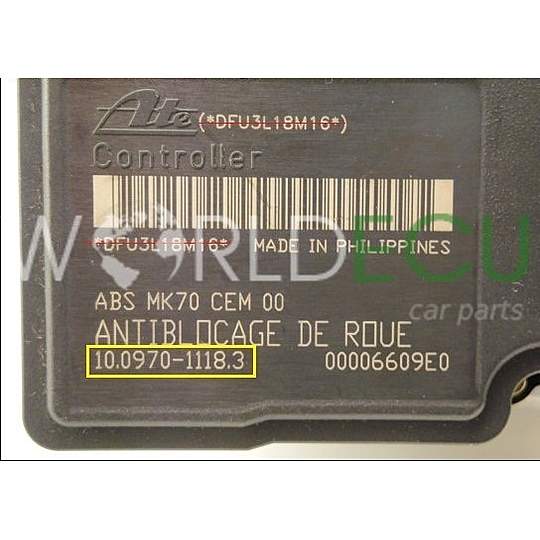 Ate (*DFU3L18M16*)
Controller
WORLDECU
*DFU3L18M16* MADE IN PHILIPPINES
car parts
ABS MK70 CEM 00
ANTIBLOCAGE DE ROUE
10.0970-1118.3 00006609E0